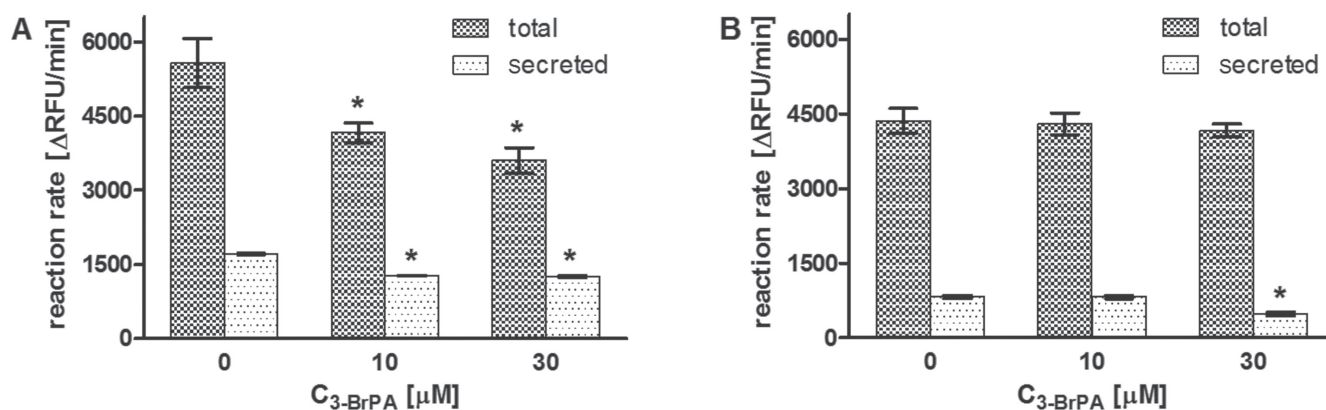 A
reaction rate [ΔRFU/min]
6000
4500
3000
1500
0
total
secreted
*
*
*
*
0
10
30
C3-BrPA [μM]
B
reaction rate [ΔRFU/min]
6000
4500
3000
1500
0
total
secreted
*
0
10
30
C3-BrPA [μM]